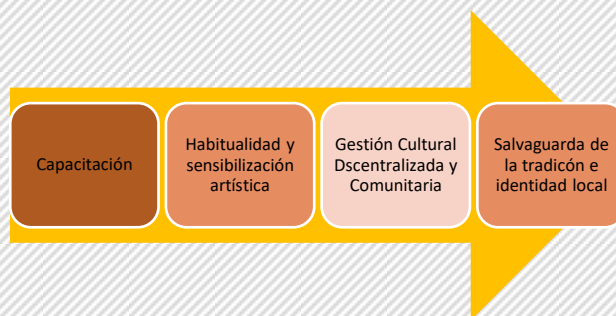 Capacitación
Habitualidad y
sensibilización
artística
Gestión Cultural
Dscentralizada y
Comunitaria
Salvaguarda de
la tradicón e
identidad local